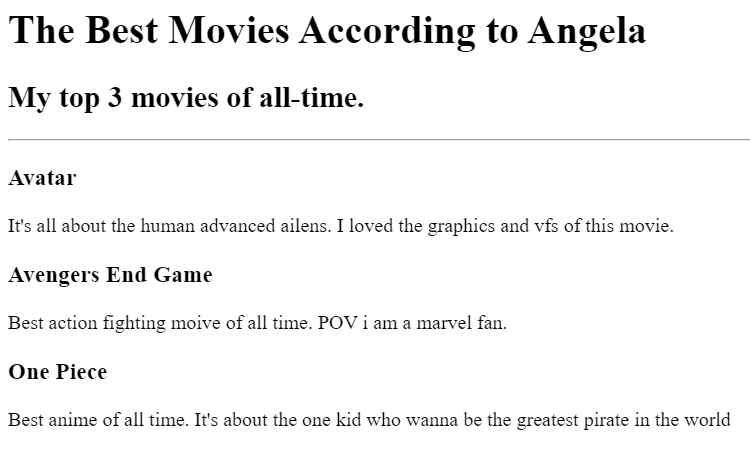 The Best Movies According to Angela
My top 3 movies of all-time.
Avatar
It's all about the human advanced ailens. I loved the graphics and vfs of this movie.
Avengers End Game
Best action fighting moive of all time. POV i am a marvel fan.
One Piece
Best anime of all time. It's about the one kid who wanna be the greatest pirate in the world